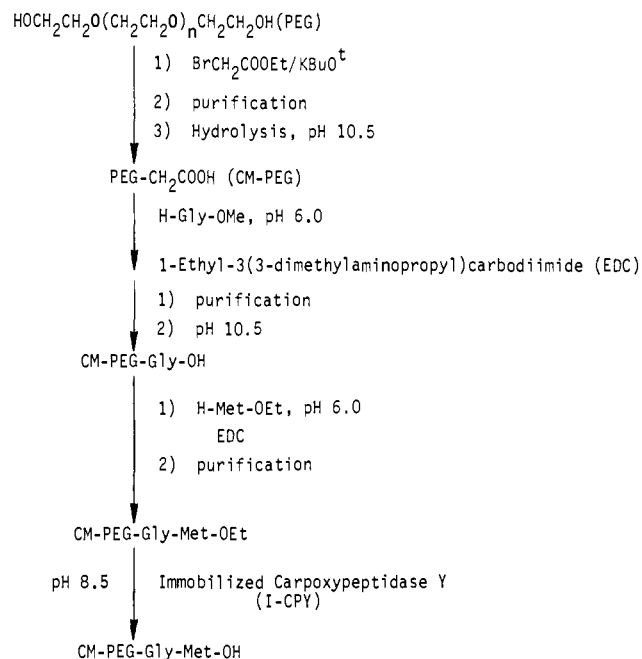 HOCH₂CH₂O(CH₂CH₂O)ₙCH₂CH₂OH(PEG)
1) BrCH₂COOEt/KBuOᵗ
2) purification
3) Hydrolysis, pH 10.5
PEG-CH₂COOH (CM-PEG)
H-Gly-OMe, pH 6.0
1-Ethyl-3(3-dimethylaminopropyl)carbodiimide (EDC)
1) purification
2) pH 10.5
CM-PEG-Gly-OH
1) H-Met-OEt, pH 6.0
EDC
2) purification
CM-PEG-Gly-Met-OEt
pH 8.5 Immobilized Carpoxypeptidase Y
(I-CPY)
CM-PEG-Gly-Met-OH